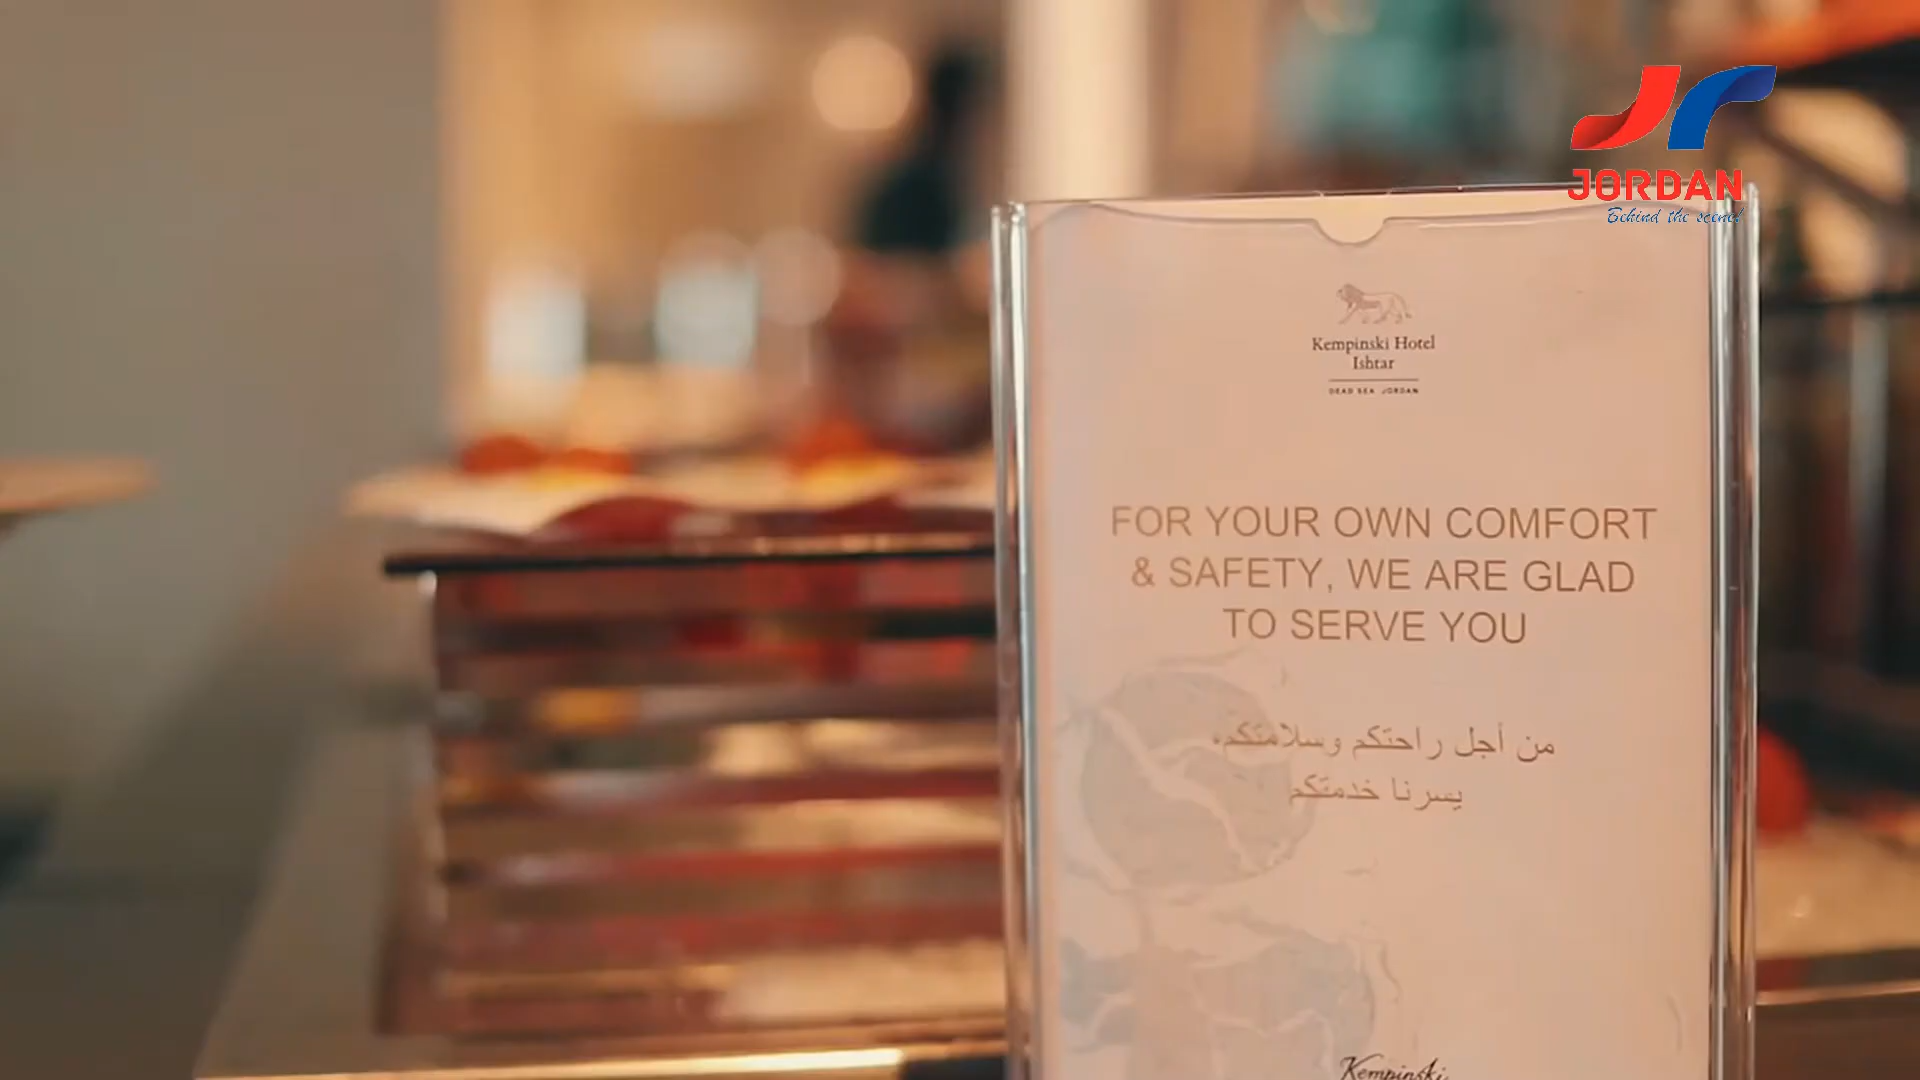 JORDAN
Behind the scene!
Kempinski Hotel
Ishtar
DEAD SEA JORDAN
FOR YOUR OWN COMFORT
& SAFETY, WE ARE GLAD
TO SERVE YOU
من أجل راحتكم وسلامتكم،
يسرنا خدمتكم
Kempinski